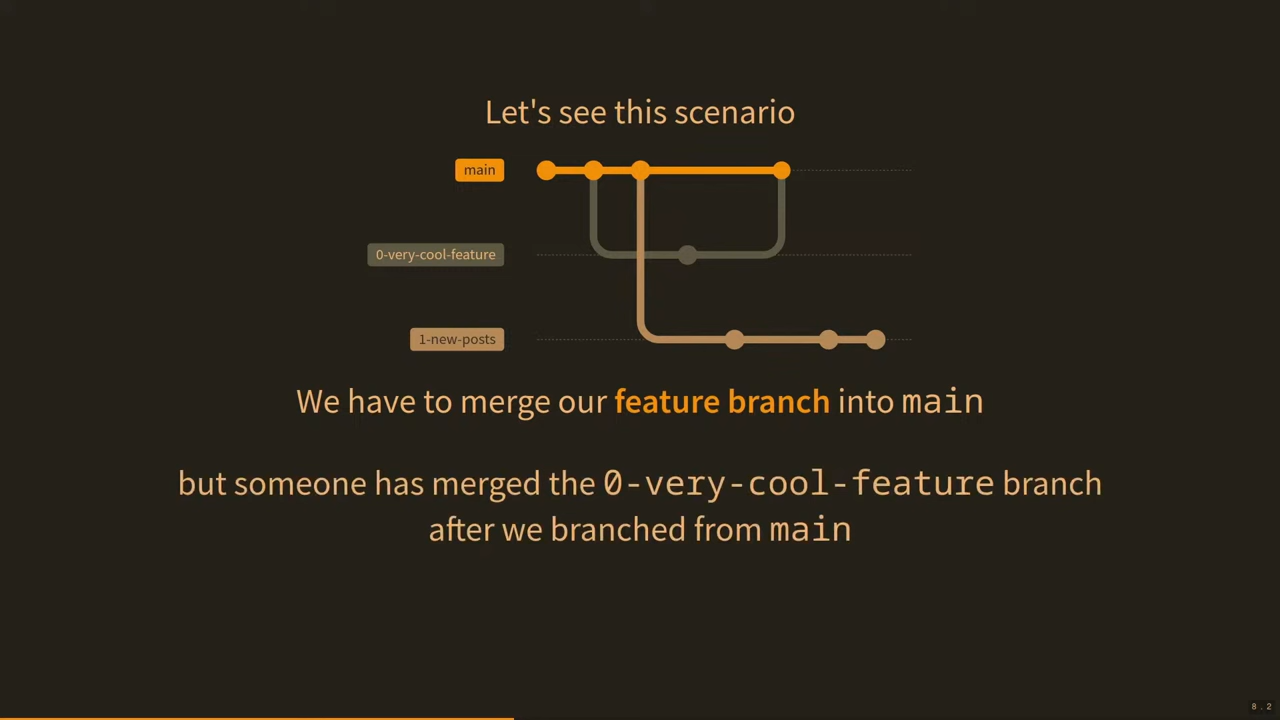 Let's see this scenario
main
0-very-cool-feature
1-new-posts
We have to merge our feature branch into main
but someone has merged the 0-very-cool-feature branch
after we branched from main
8.2